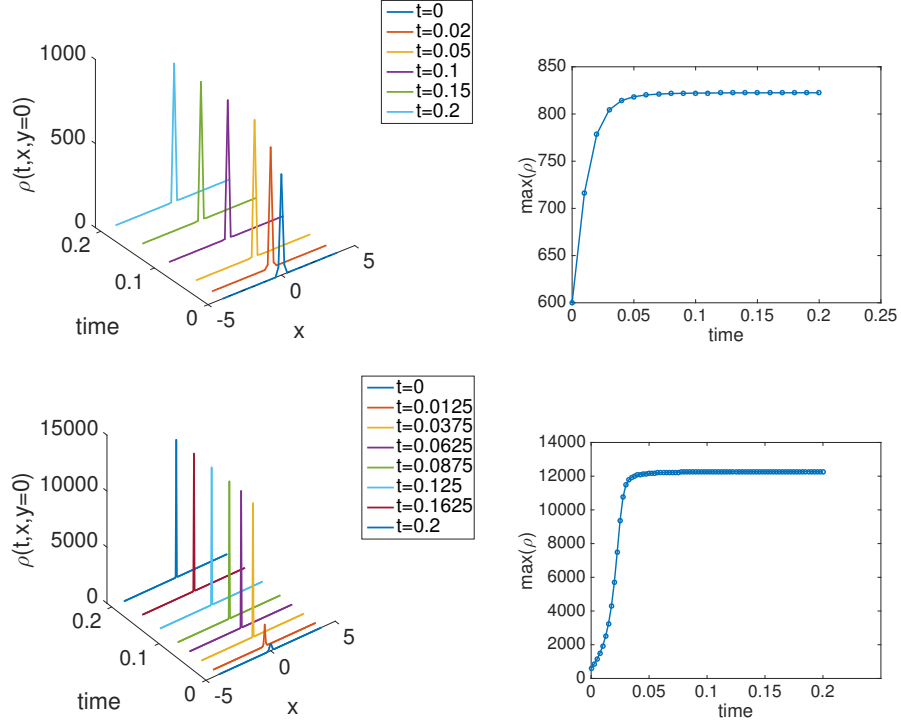 t=0
t=0.02
t=0.05
t=0.1
t=0.15
t=0.2
1000
500
0
ρ(t,x,y=0)
0.2
0.1
0
time
-5
0
5
x
850
800
750
700
650
600
max(ρ)
0 0.05 0.1 0.15 0.2 0.25
time
t=0
t=0.0125
t=0.0375
t=0.0625
t=0.0875
t=0.125
t=0.1625
t=0.2
15000
10000
5000
0
ρ(t,x,y=0)
0.2
0.1
0
time
-5
0
5
x
14000
12000
10000
8000
6000
4000
2000
0
max(ρ)
0 0.05 0.1 0.15 0.2
time